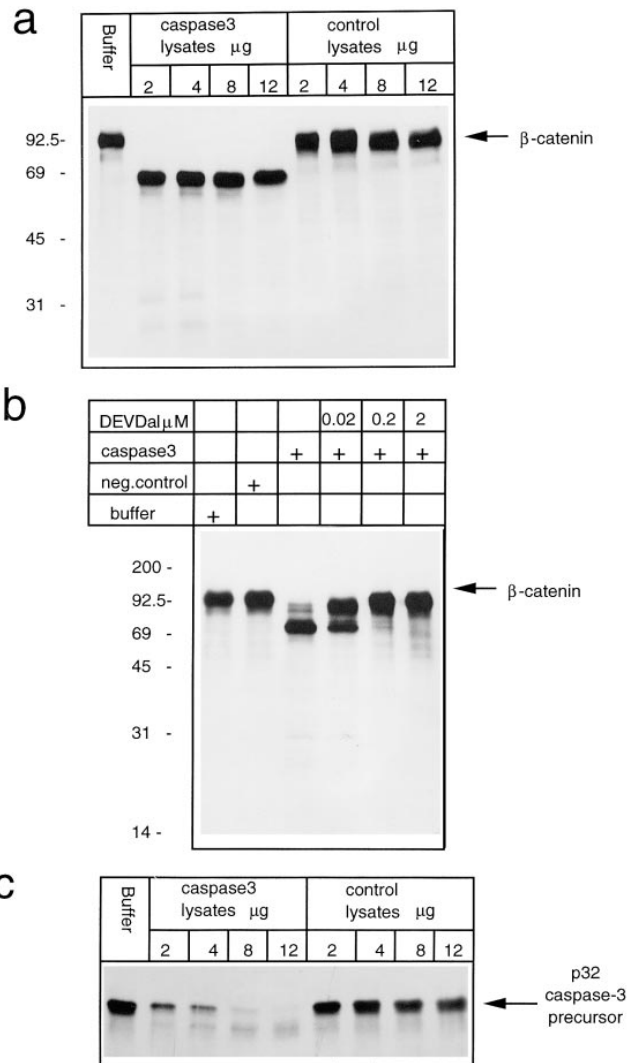 a
Buffer
caspase3
lysates μg
control
lysates μg
2 4 8 12 2 4 8 12
92.5-
69 -
45 -
31 -
β-catenin
b
DEVDalμM 0.02 0.2 2
caspase3 + + + +
neg.control +
buffer +
200 -
92.5-
69 -
45 -
31 -
14 -
β-catenin
c
Buffer
caspase3
lysates μg
control
lysates μg
2 4 8 12 2 4 8 12
p32
caspase-3
precursor